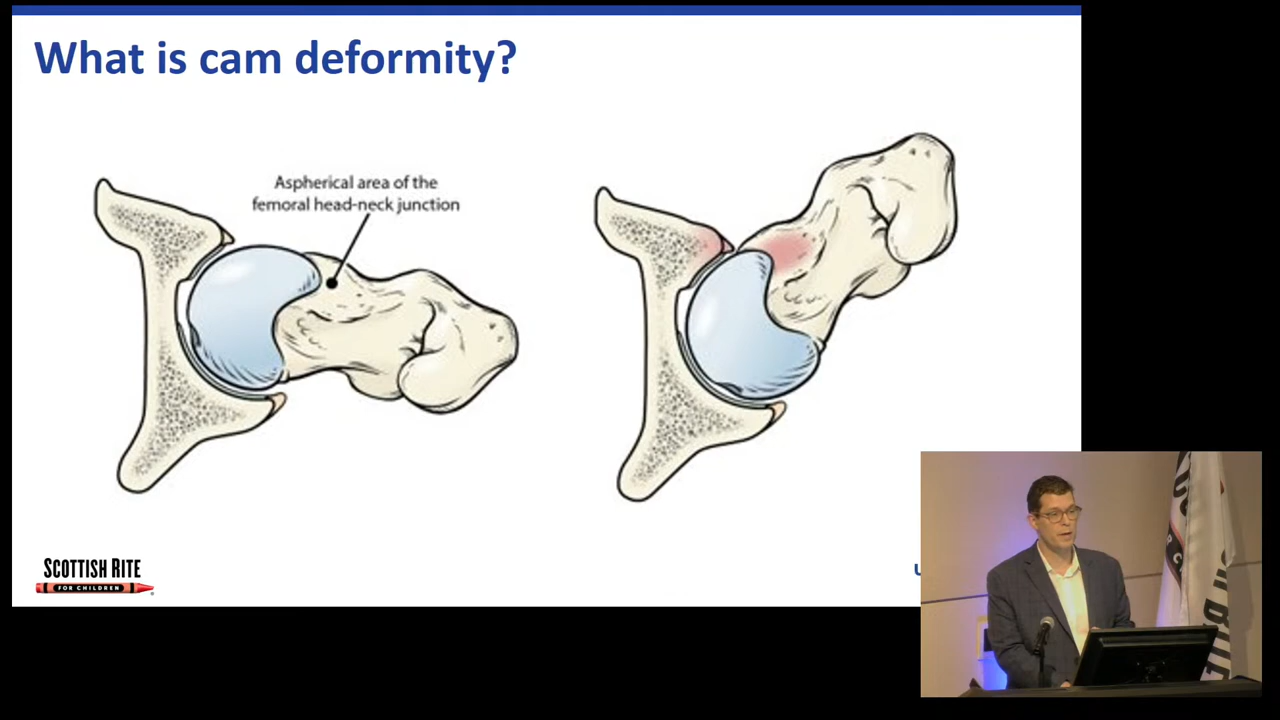 What is cam deformity?
Aspherical area of the
femoral head-neck junction
SCOTTISH RITE
FOR CHILDREN